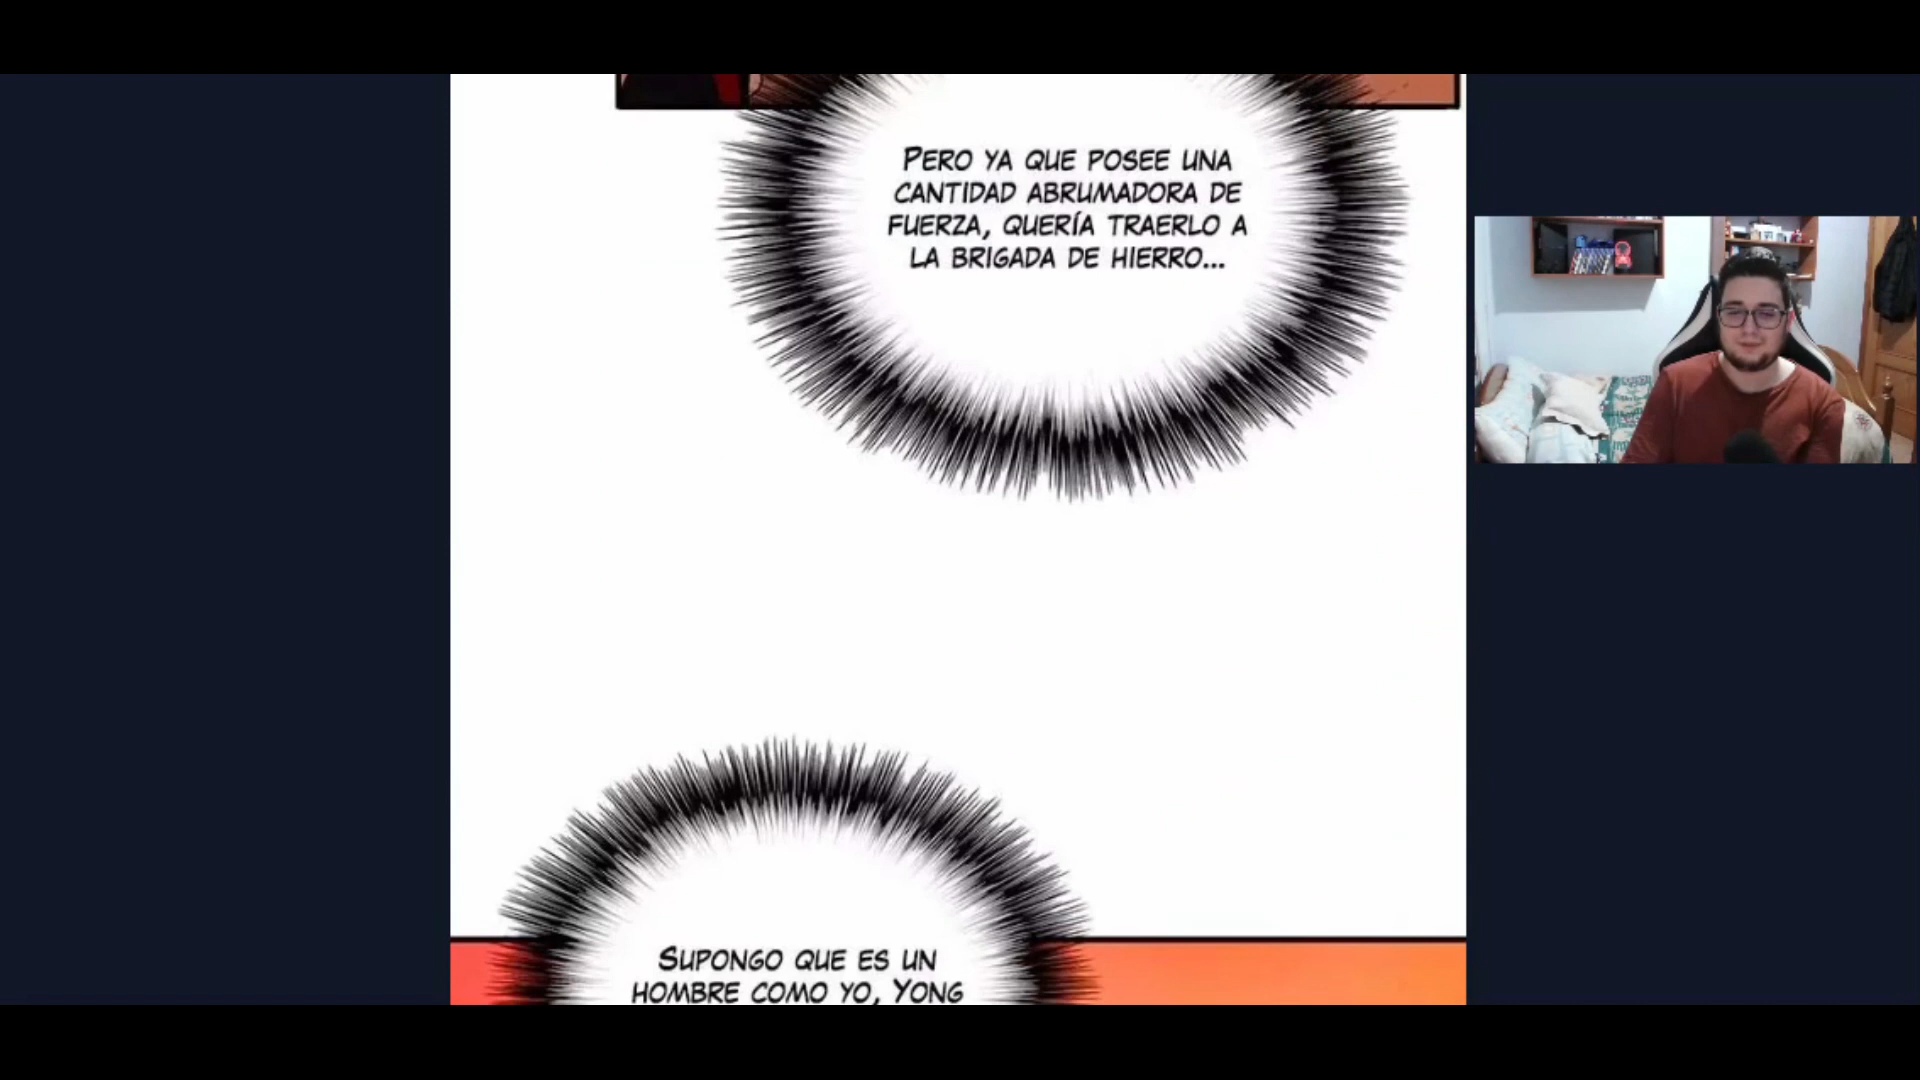 PERO YA QUE POSEE UNA
CANTIDAD ABRUMADORA DE
FUERZA, QUERÍA TRAERLO A
LA BRIGADA DE HIERRO...
SUPONGO QUE ES UN
HOMBRE COMO YO, YONG